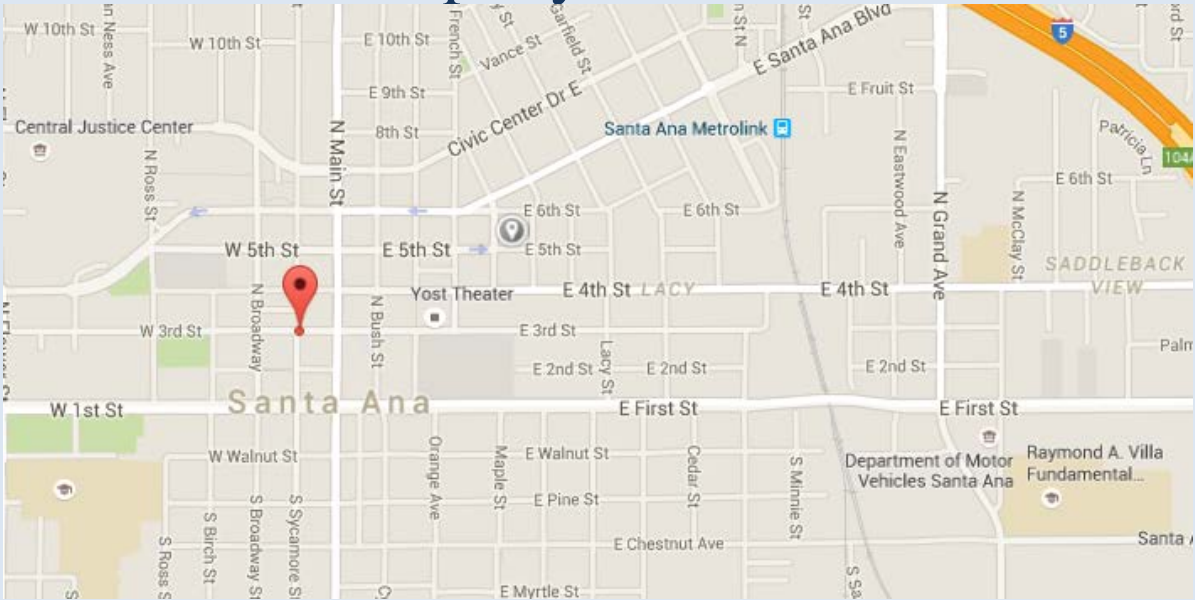 W 10th St
Ness Ave
W 10th St
E 10th St
French St
Vance St
Garfield St
E Santa Ana Blvd
5
E 9th St
E Fruit St
Central Justice Center
8th St
Civic Center Dr E
Santa Ana Metrolink
Patricia Ln
104
N Main St
N Ross St
N Eastwood Ave
E 6th St
N Grand Ave
N McClay St
E 6th St
E 6th St
W 5th St
E 5th St
E 5th St
SADDLEBACK
VIEW
N Broadway
N Bush St
Yost Theater
E 4th St
LACY
E 4th St
W 3rd St
E 3rd St
Lacy St
E 2nd St
E 2nd St
E 2nd St
Palm
Santa Ana
W 1st St
E First St
E First St
W Walnut St
Orange Ave
Maple St
E Walnut St
Cedar St
S Minnie St
Department of Motor
Vehicles Santa Ana
Raymond A. Villa
Fundamental...
S Ross S
S Birch St
S Broadway St
S Sycamore St
E Pine St
E Chestnut Ave
Santa
E Myrtle St